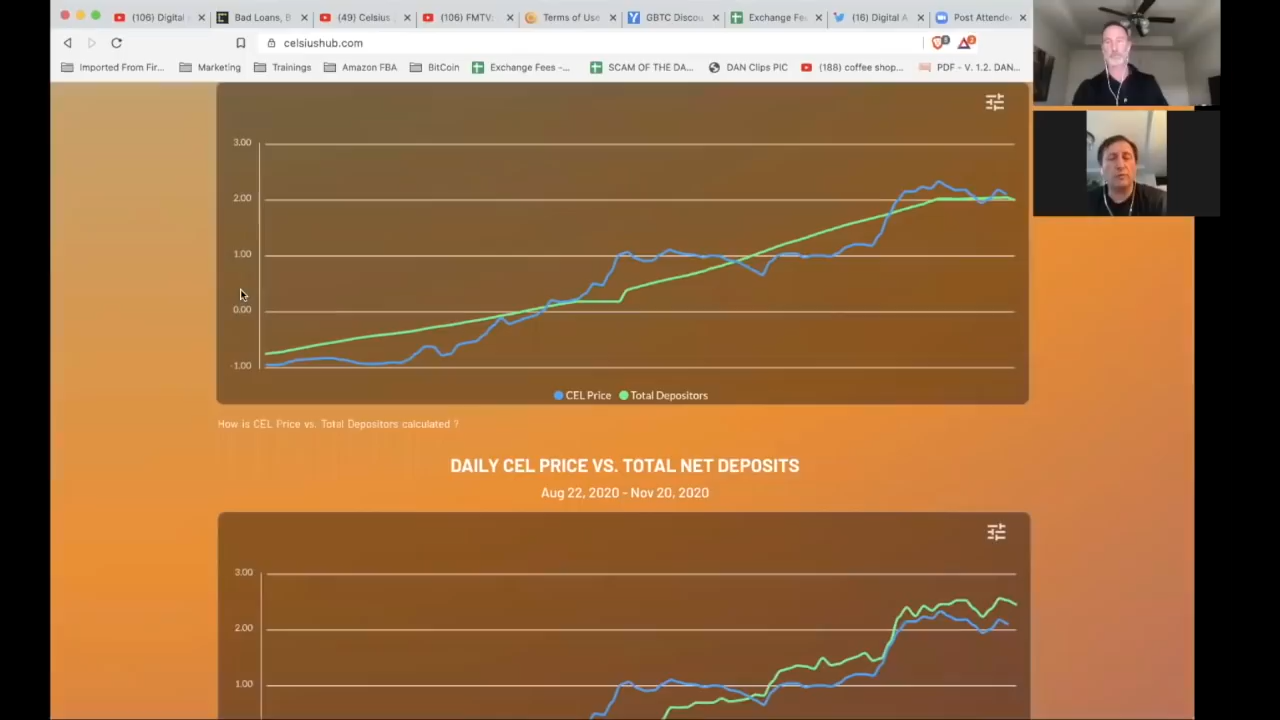 (106) Digital
Bad Loans, B
(49) Celsius
(106) FMTV:
Terms of Use
GBTC Discou
Exchange Fe
(16) Digital A
Post Attende
celsiushub.com
Imported From Fir...
Marketing
Trainings
Amazon FBA
BitCoin
Exchange Fees -...
SCAM OF THE DA...
DAN Clips PIC
(188) coffee shop...
PDF - V. 1.2. DAN...
3.00
2.00
1.00
0.00
-1.00
CEL Price
Total Depositors
How is CEL Price vs. Total Depositors calculated ?
DAILY CEL PRICE VS. TOTAL NET DEPOSITS
Aug 22, 2020 - Nov 20, 2020
3.00
2.00
1.00